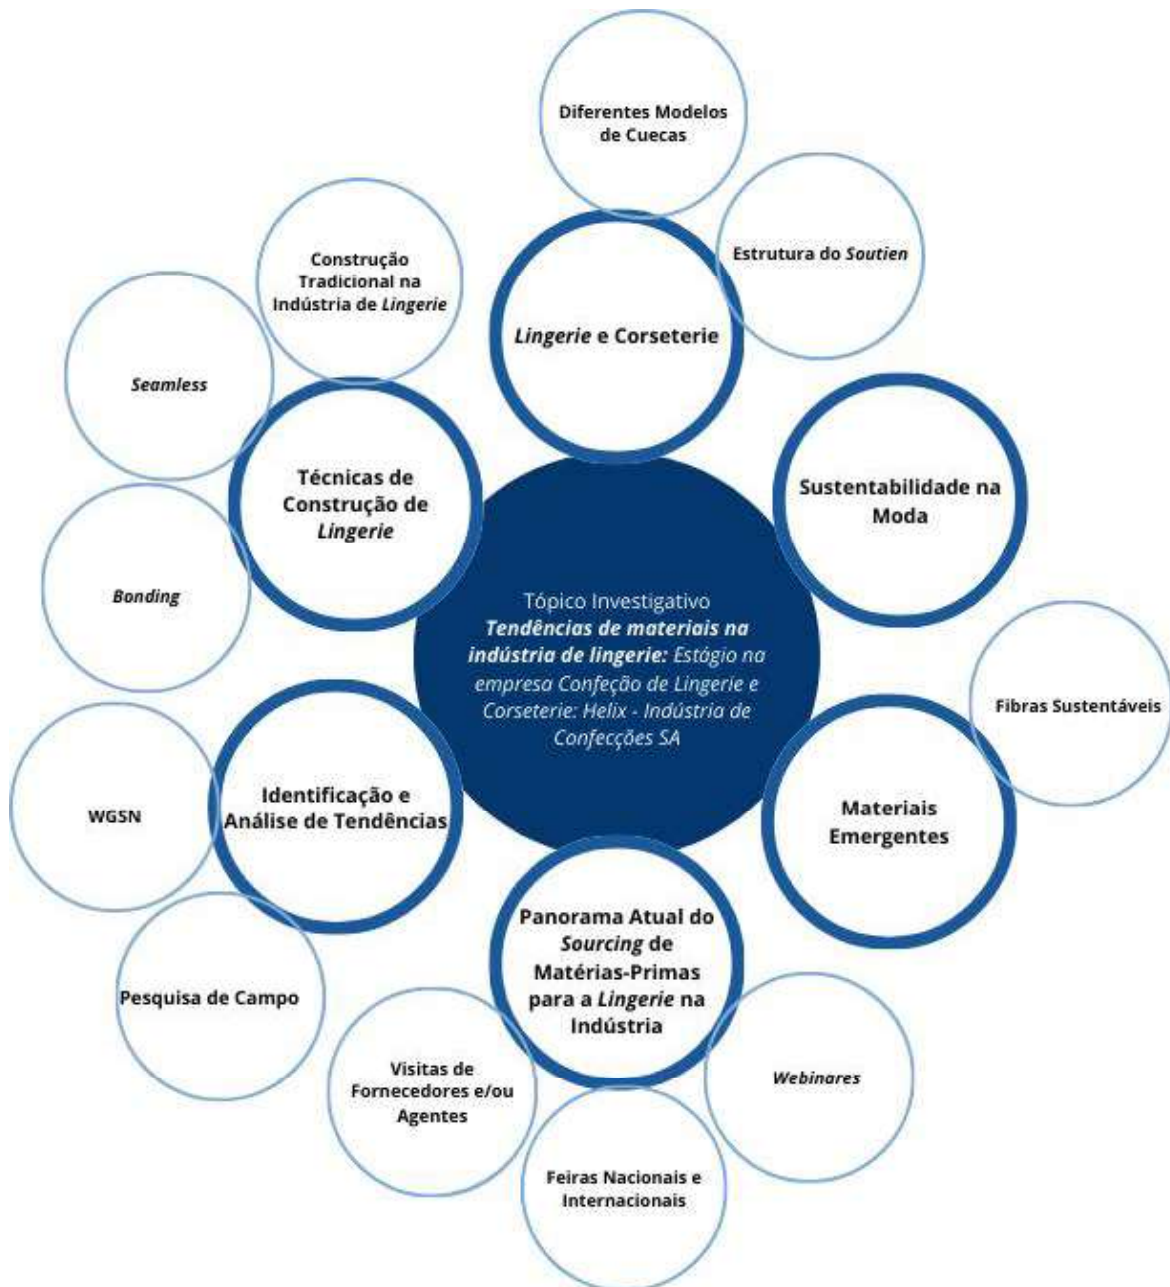 Diferentes Modelos
de Cuecas
Estrutura do Soutien
Construção
Tradicional na
Indústria de Lingerie
Lingerie e Corseterie
Seamless
Técnicas de
Construção de
Lingerie
Sustentabilidade na
Moda
Bonding
Tópico Investigativo
Tendências de materiais na
indústria de lingerie: Estágio na
empresa Confeção de Lingerie e
Corseterie: Helix - Indústria de
Confecções SA
Fibras Sustentáveis
WGSN
Identificação e
Análise de Tendências
Materiais
Emergentes
Panorama Atual do
Sourcing de
Matérias-Primas
para a Lingerie na
Indústria
Pesquisa de Campo
Visitas de
Fornecedores e/ou
Agentes
Webinares
Feiras Nacionais e
Internacionais